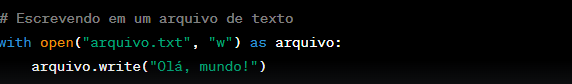 # Escrevendo em um arquivo de texto
with open("arquivo.txt", "w") as arquivo:
    arquivo.write("Olá, mundo!")